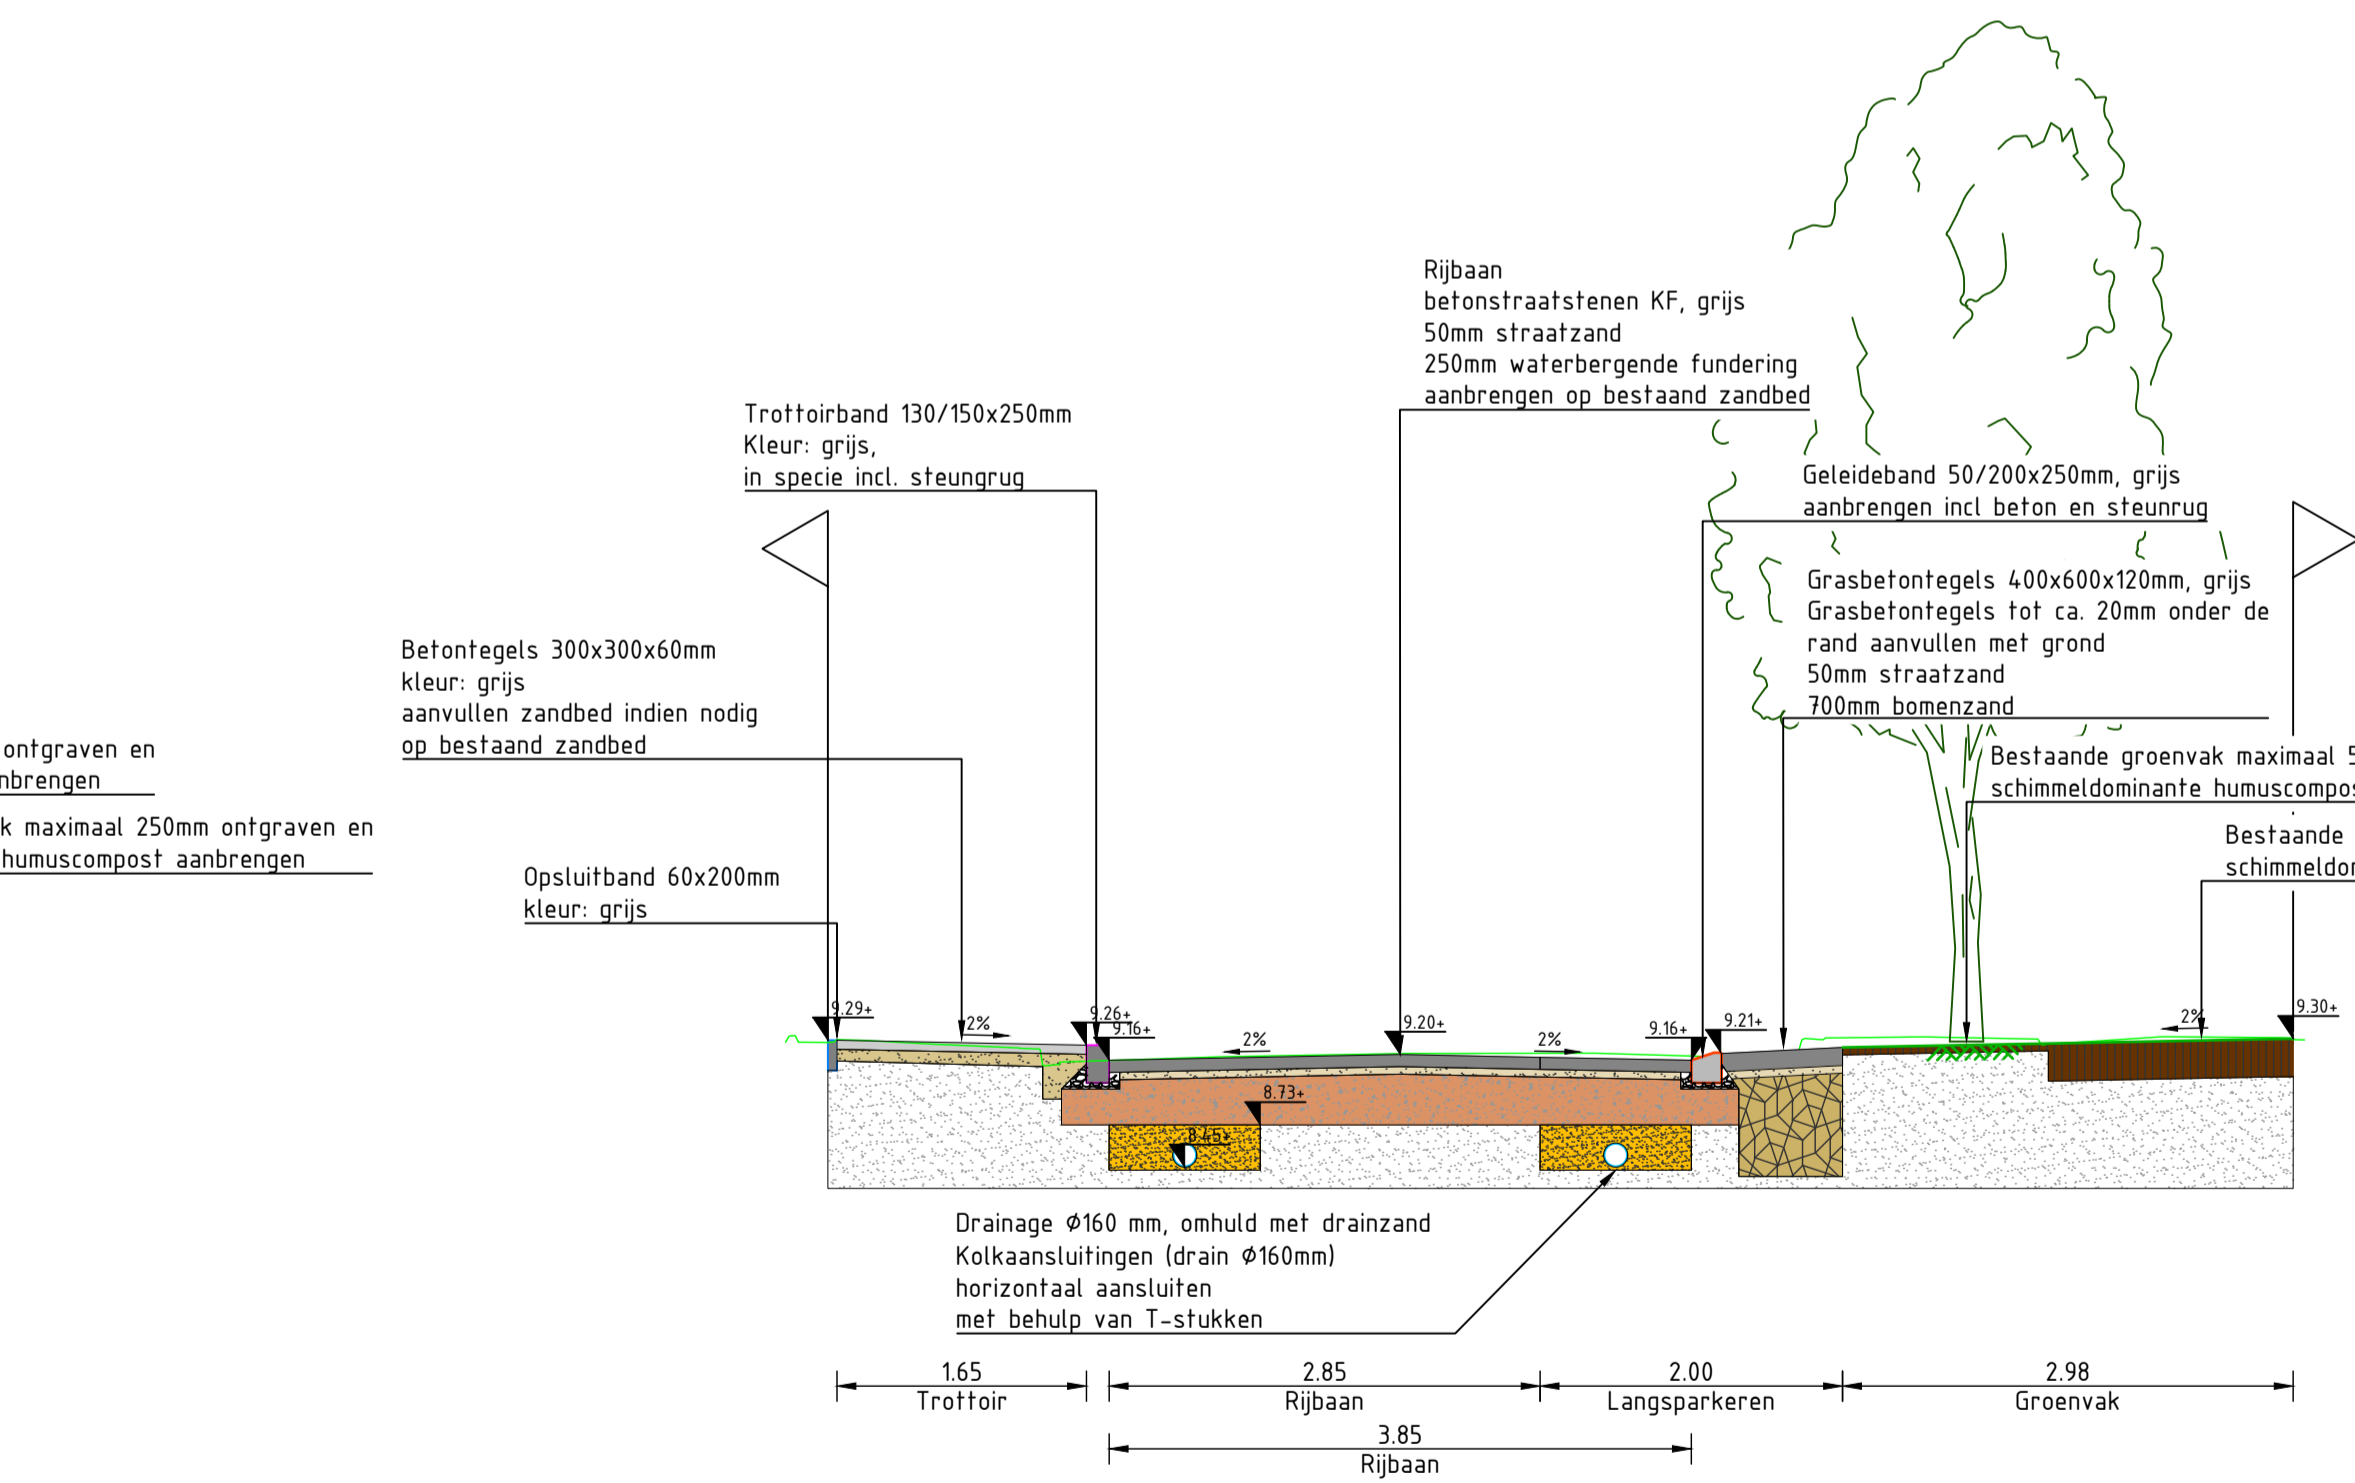 Rijbaan
betonstraatstenen KF, grijs
50mm straatzand
250mm waterbergende fundering
aanbrengen op bestaand zandbed
Trottoirband 130/150x250mm
Kleur: grijs,
in specie incl. steungrug
Geleideband 50/200x250mm, grijs
aanbrengen incl beton en steunrug
Grasbetontegels 400x600x120mm, grijs
Grasbetontegels tot ca. 20mm onder de
rand aanvullen met grond
50mm straatzand
700mm bomenzand
Betontegels 300x300x60mm
kleur: grijs
aanvullen zandbed indien nodig
op bestaand zandbed
ontgraven en
nbrengen
k maximaal 250mm ontgraven en
humuscompost aanbrengen
Bestaande groenvak maximaal 5
schimmeldominante humuscompos
Bestaande
schimmeldo
Opsluitband 60x200mm
kleur: grijs
9.29+
2%
9.26+
9.16+
2%
9.20+
2%
9.16+
9.21+
2%
9.30+
8.73+
8.45+
Drainage Ø160 mm, omhuld met drainzand
Kolkaansluitingen (drain Ø160mm)
horizontaal aansluiten
met behulp van T-stukken
1.65
Trottoir
2.85
Rijbaan
2.00
Langsparkeren
2.98
Groenvak
3.85
Rijbaan